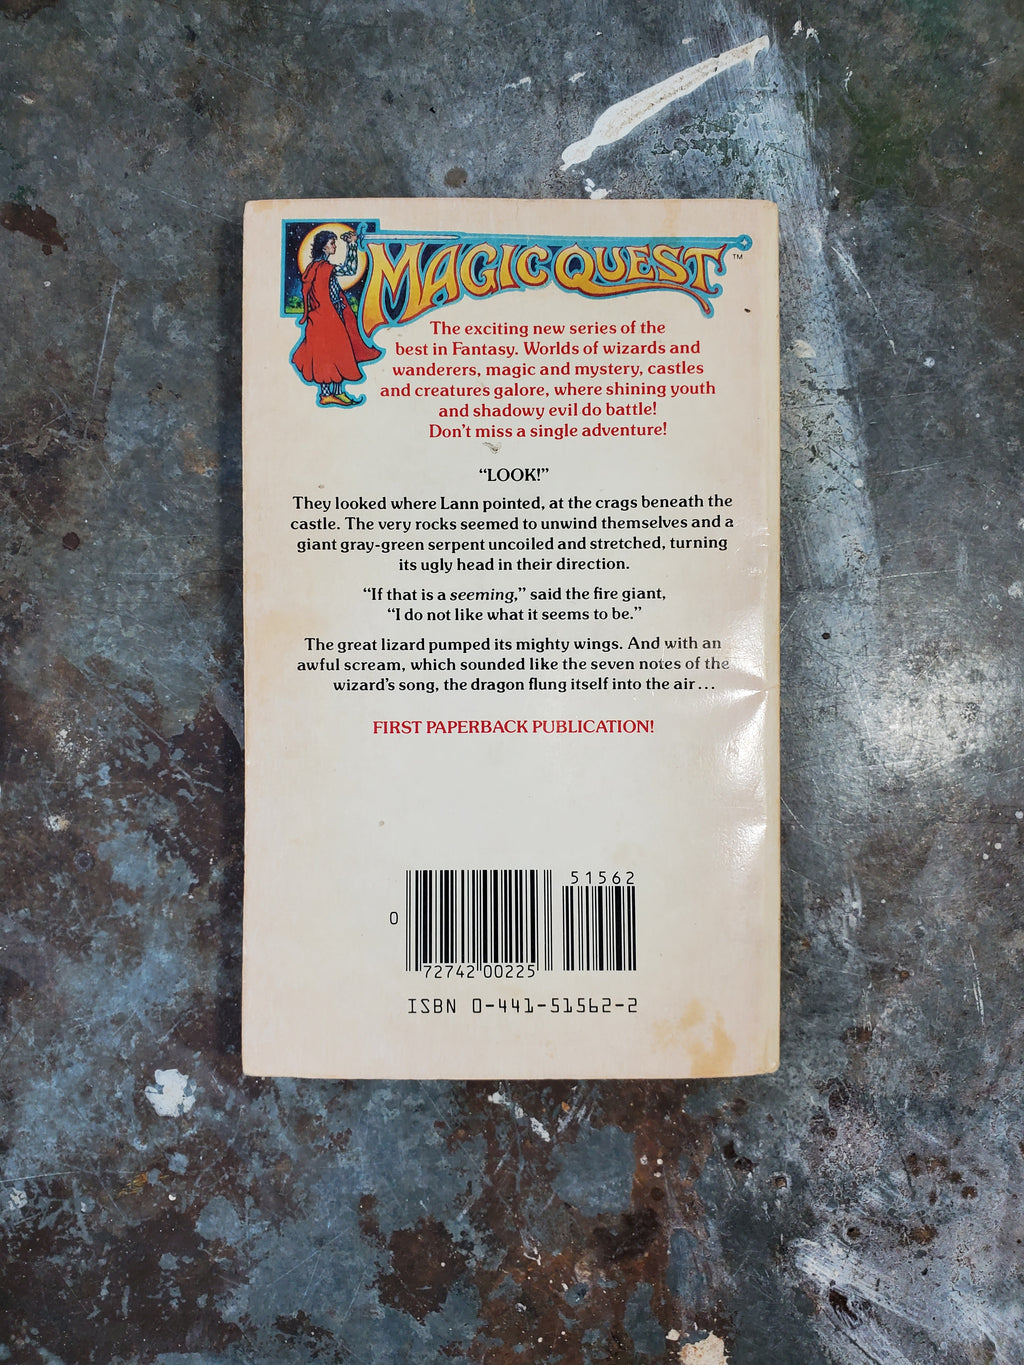 MAGICQUEST™
The exciting new series of the
best in Fantasy. Worlds of wizards and
wanderers, magic and mystery, castles
and creatures galore, where shining youth
and shadowy evil do battle!
Don't miss a single adventure!
“LOOK!”
They looked where Lann pointed, at the crags beneath the
castle. The very rocks seemed to unwind themselves and a
giant gray-green serpent uncoiled and stretched, turning
its ugly head in their direction.
“If that is a seeming,” said the fire giant,
“I do not like what it seems to be.”
The great lizard pumped its mighty wings. And with an
awful scream, which sounded like the seven notes of the
wizard's song, the dragon flung itself into the air...
FIRST PAPERBACK PUBLICATION!
51562
0
72742 00225
ISBN 0-441-51562-2